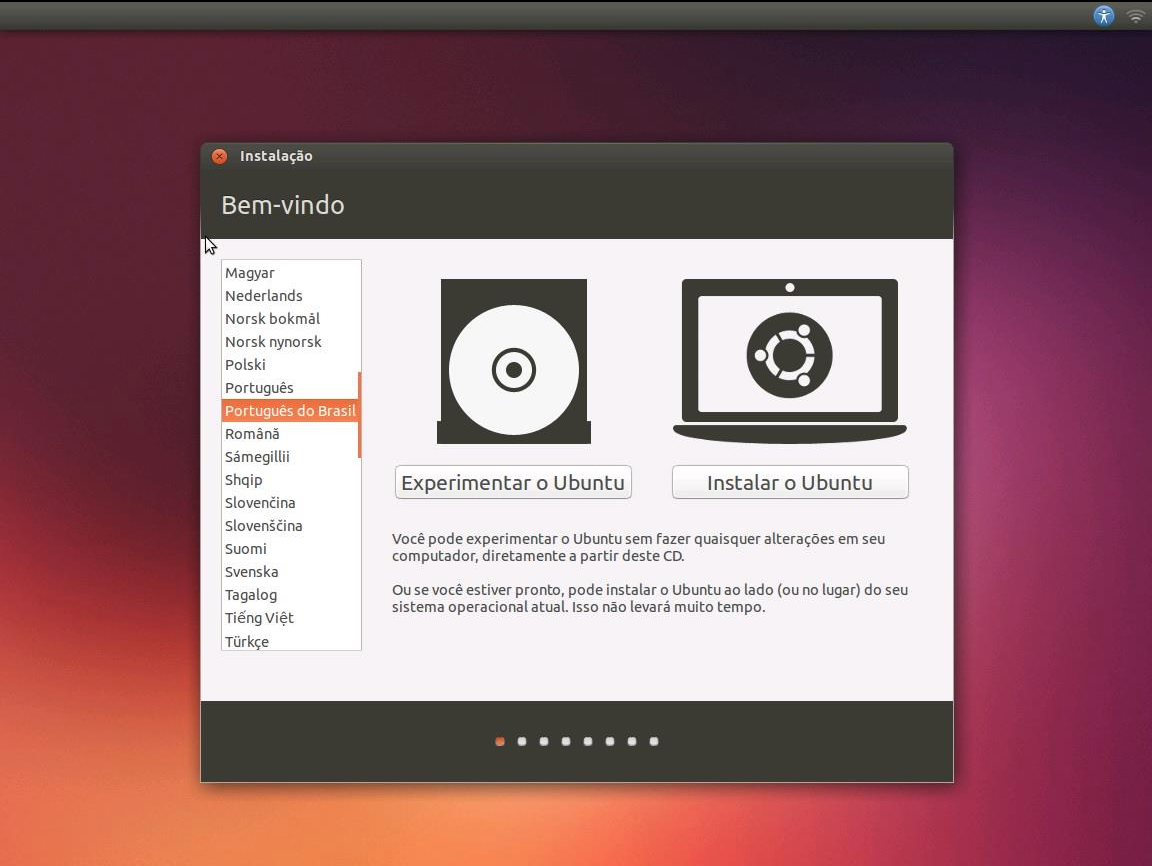 Instalação
Bem-vindo
Magyar
Nederlands
Norsk bokmål
Norsk nynorsk
Polski
Português
Português do Brasil
Română
Sámegillii
Shqip
Slovenčina
Slovenščina
Suomi
Svenska
Tagalog
Tiếng Việt
Türkçe
Experimentar o Ubuntu
Instalar o Ubuntu
Você pode experimentar o Ubuntu sem fazer quaisquer alterações em seu
computador, diretamente a partir deste CD.
Ou se você estiver pronto, pode instalar o Ubuntu ao lado (ou no lugar) do seu
sistema operacional atual. Isso não levará muito tempo.